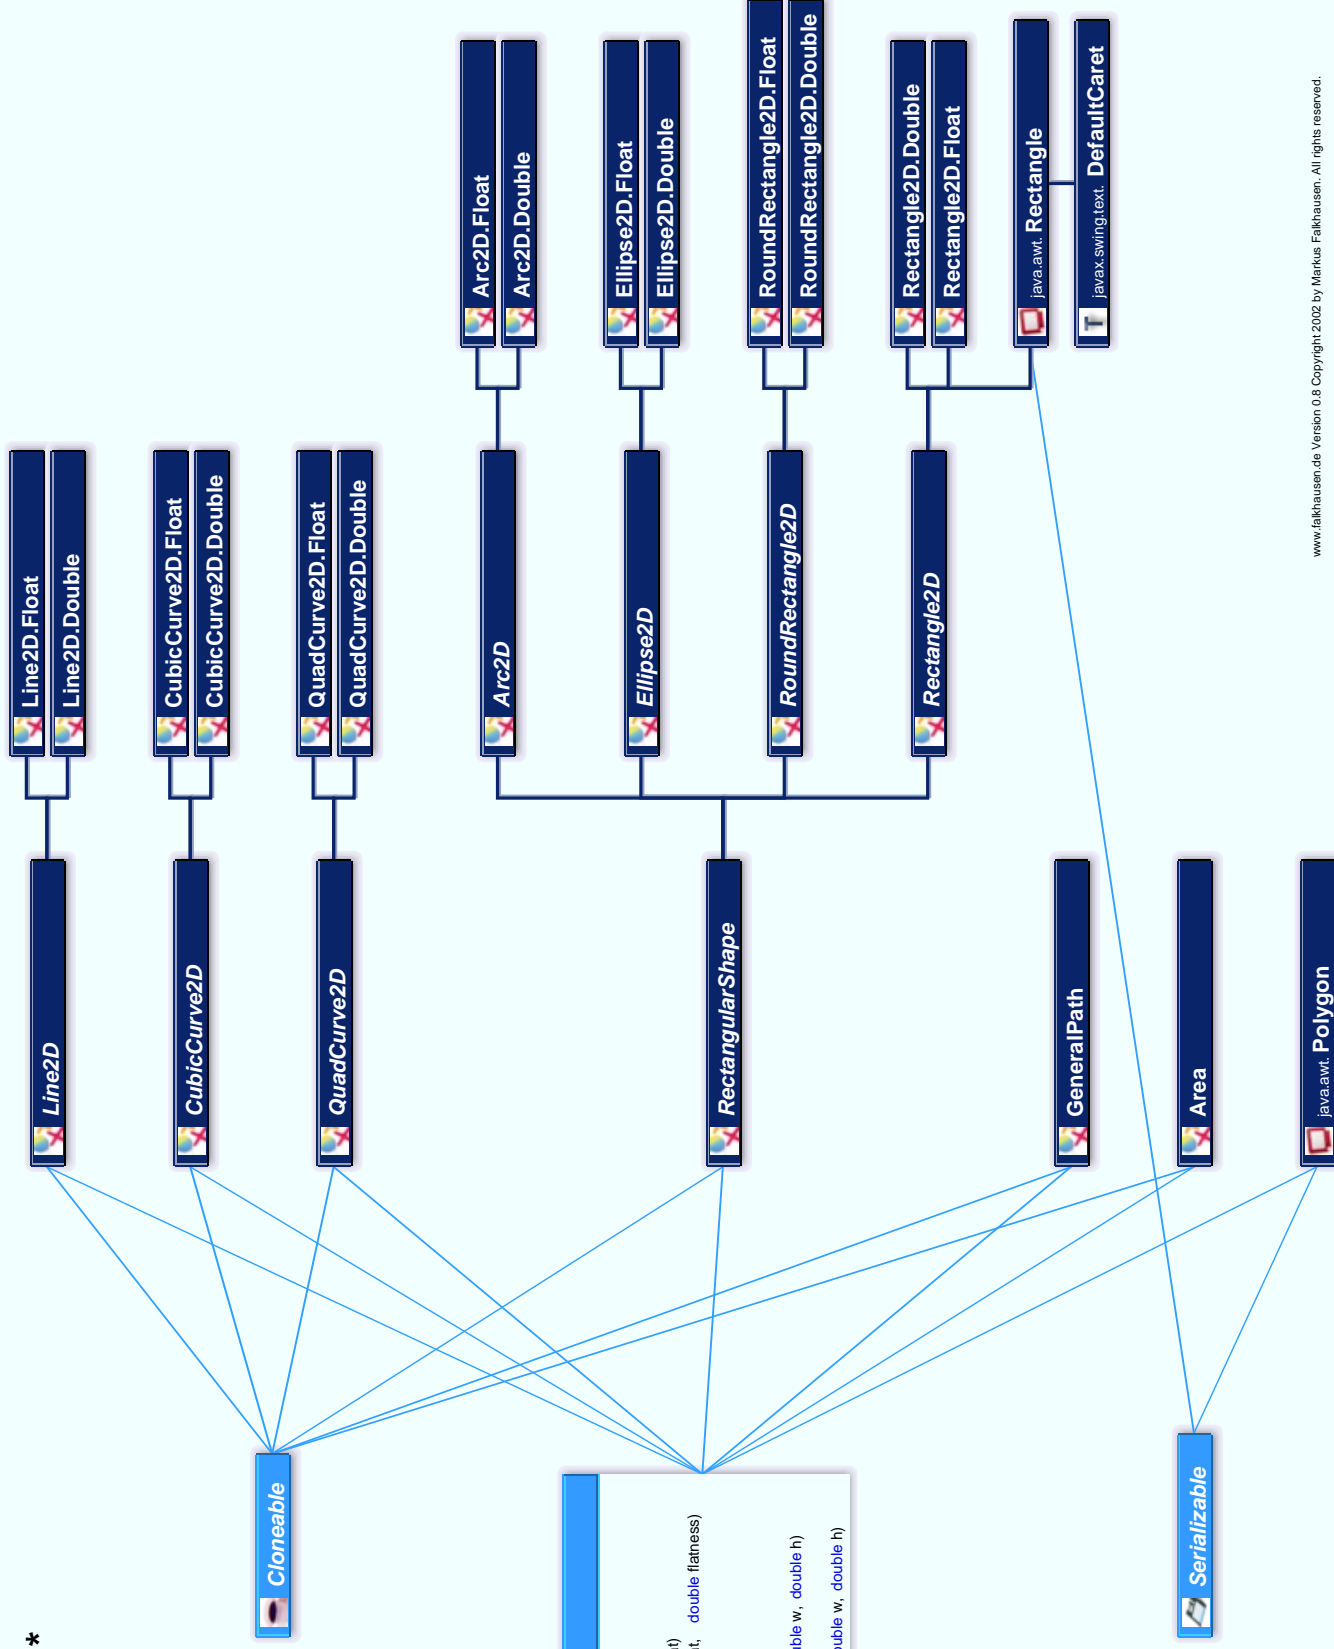 *
Cloneable
t)
t, double flatness)
ble w, double h)
uble w, double h)
Serializable
Line2D
CubicCurve2D
QuadCurve2D
RectangularShape
GeneralPath
Area
java.awt. Polygon
Line2D.Float
Line2D.Double
CubicCurve2D.Float
CubicCurve2D.Double
QuadCurve2D.Float
QuadCurve2D.Double
Arc2D
Ellipse2D
RoundRectangle2D
Rectangle2D
Arc2D.Float
Arc2D.Double
Ellipse2D.Float
Ellipse2D.Double
RoundRectangle2D.Float
RoundRectangle2D.Double
Rectangle2D.Double
Rectangle2D.Float
java.awt. Rectangle
javax.swing.text. DefaultCaret
www.falkhausen.de Version 0.8 Copyright 2002 by Markus Falkhausen. All rights reserved.